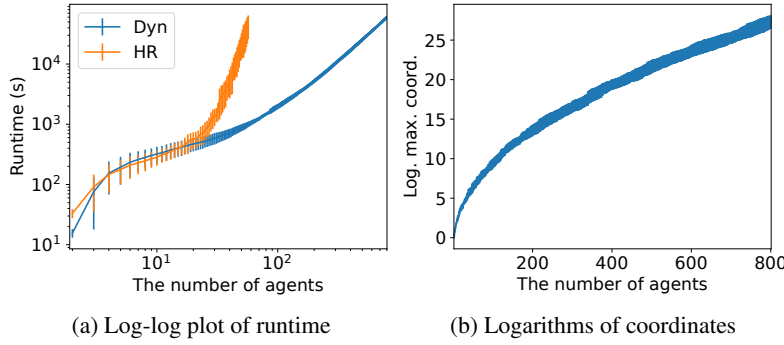 Dyn
HR
10^4
10^3
10^2
10^1
Runtime (s)
10^1
10^2
The number of agents
(a) Log-log plot of runtime
25
20
15
10
5
0
Log. max. coord.
200
400
600
800
The number of agents
(b) Logarithms of coordinates